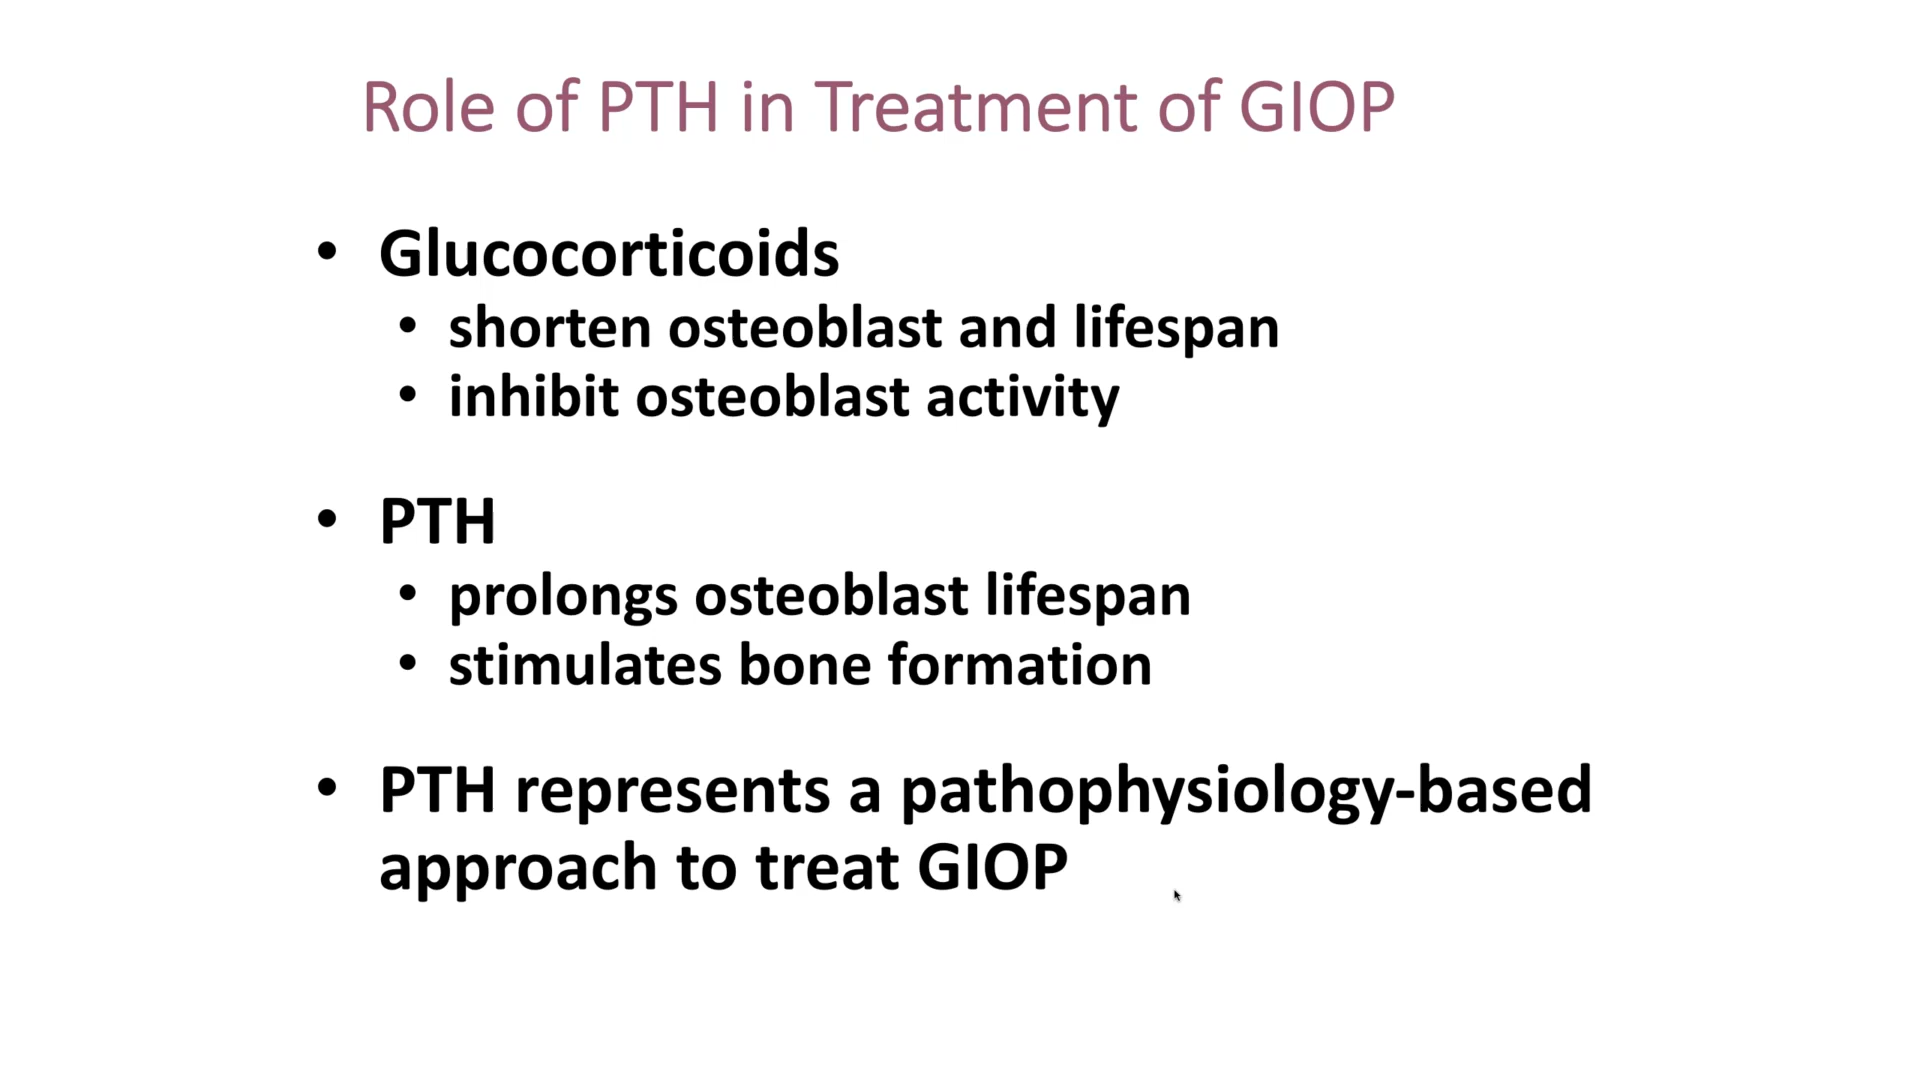 Role of PTH in Treatment of GIOP
• Glucocorticoids
• shorten osteoblast and lifespan
• inhibit osteoblast activity
• PTH
• prolongs osteoblast lifespan
• stimulates bone formation
• PTH represents a pathophysiology-based
approach to treat GIOP